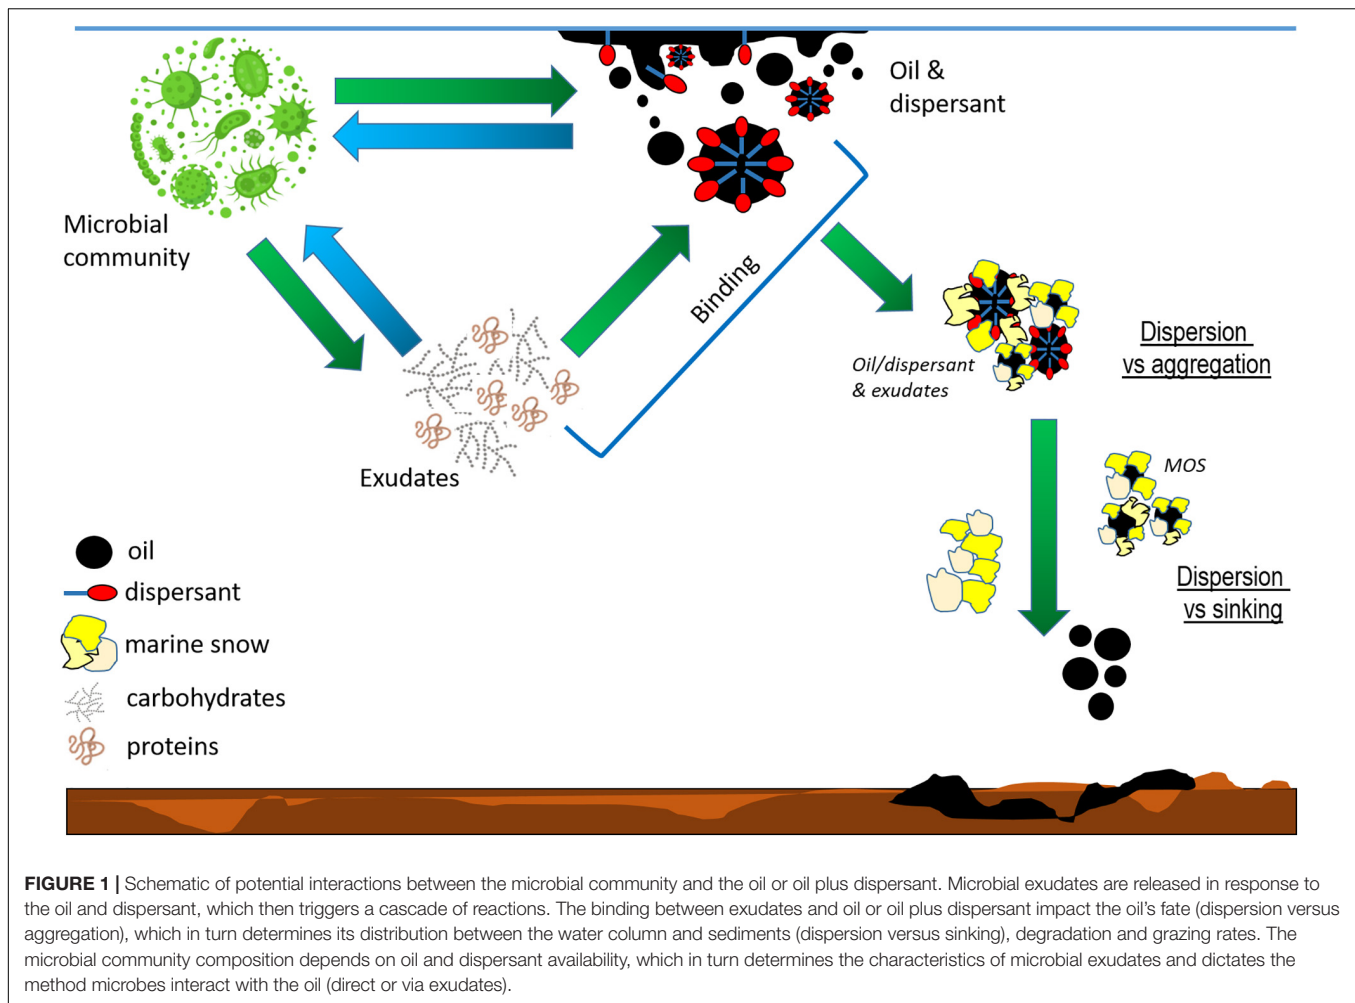 Oil &
dispersant
Microbial
community
Binding
Exudates
Oil/dispersant
& exudates
Dispersion
vs aggregation
MOS
Dispersion
vs sinking
oil
dispersant
marine snow
carbohydrates
proteins
FIGURE 1 | Schematic of potential interactions between the microbial community and the oil or oil plus dispersant. Microbial exudates are released in response to
the oil and dispersant, which then triggers a cascade of reactions. The binding between exudates and oil or oil plus dispersant impact the oil's fate (dispersion versus
aggregation), which in turn determines its distribution between the water column and sediments (dispersion versus sinking), degradation and grazing rates. The
microbial community composition depends on oil and dispersant availability, which in turn determines the characteristics of microbial exudates and dictates the
method microbes interact with the oil (direct or via exudates).